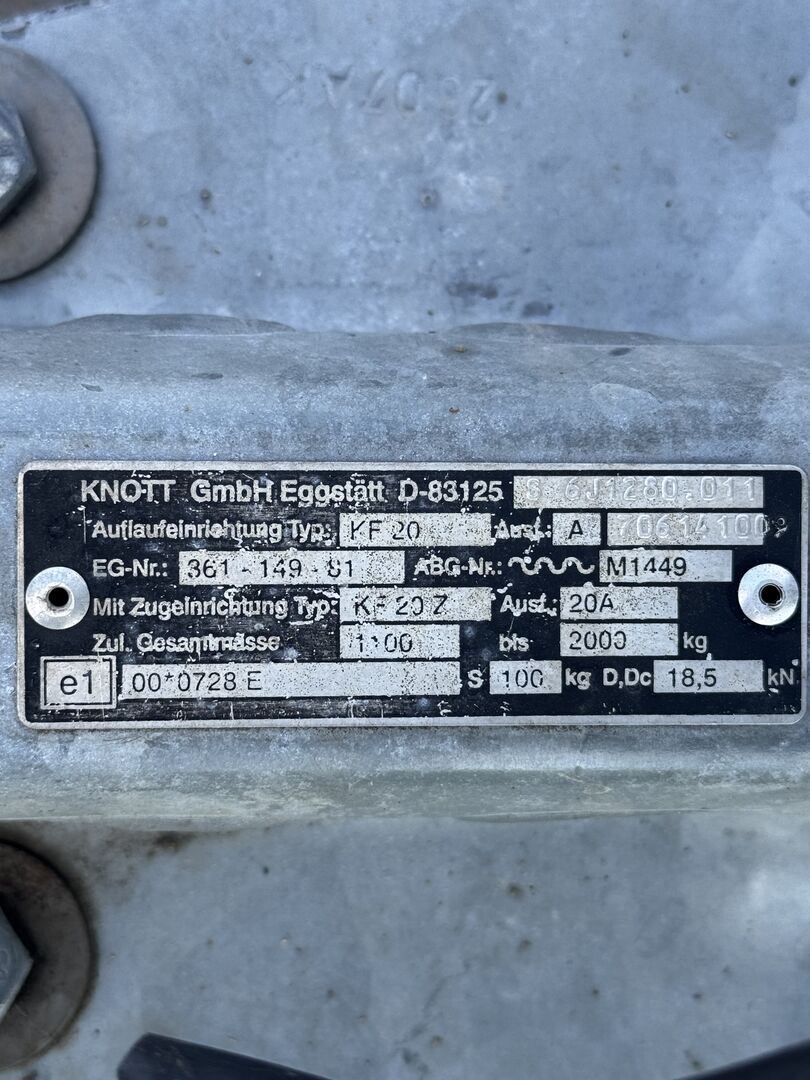 KNOTT GmbH Eggstätt D-83125 6J1280.011
Auflaufeinrichtung Typ: KF 20 Ausf.: A
EG-Nr.: 361 - 149 - 81 ABG-Nr.: M1449
Mit Zugeinrichtung Typ: KF 20 Z Ausf.: 20A
Zul. Gesamtmasse 1100 bis 2000 kg
e1 00*0728 E S 100 kg D,Dc 18,5 kN